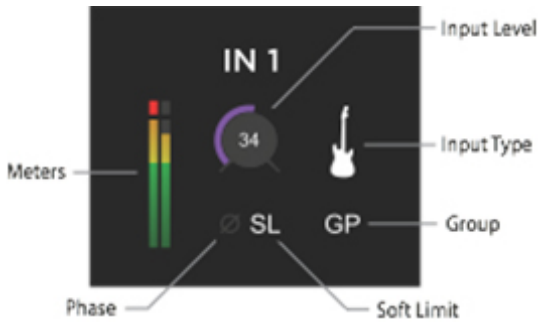 Input Level
IN 1
34
Input Type
Meters
Ø SL
GP
Group
Phase
Soft Limit